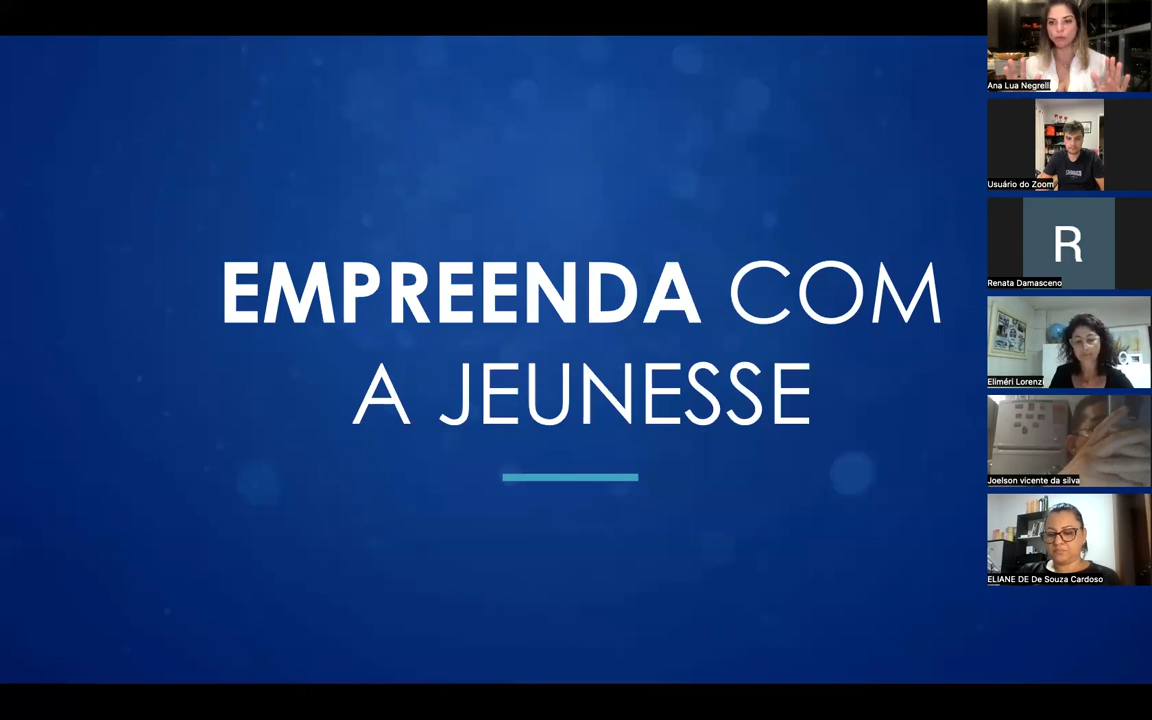 EMPREENDA COM
A JEUNESSE
Ana Lua Negrelli
Usuário do Zoom
R
Renata Damasceno
Eliméri Lorenzi
Joelson vicente da silva
ELIANE DE De Souza Cardoso